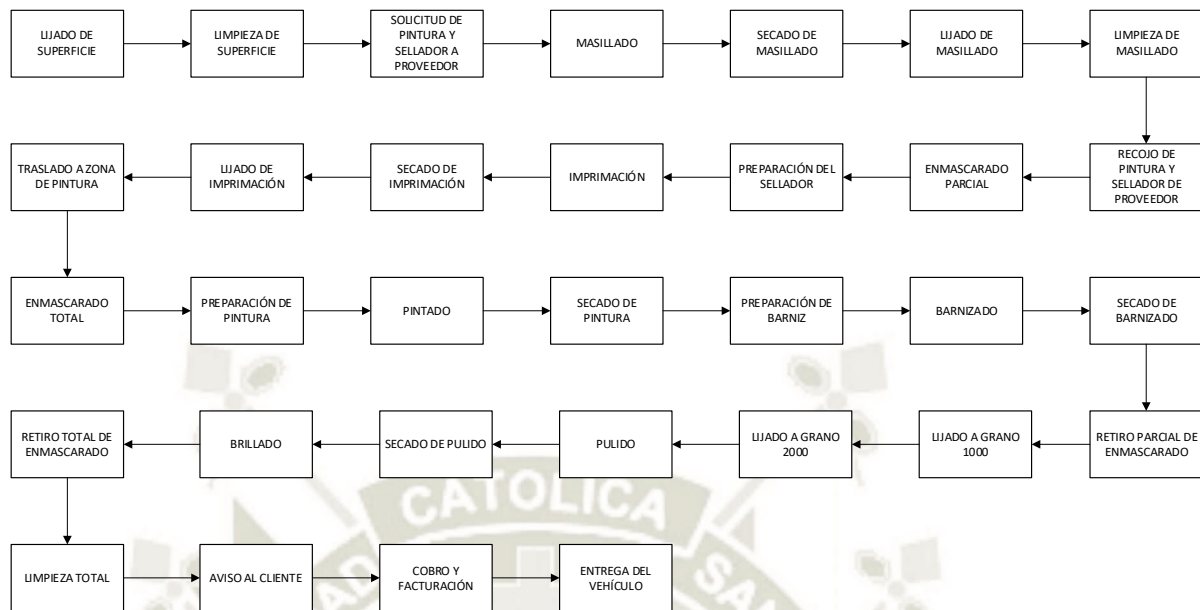 LIJADO DE
SUPERFICIE
LIMPIEZA DE
SUPERFICIE
SOLICITUD DE
PINTURA Y
SELLADOR A
PROVEEDOR
MASILLADO
SECADO DE
MASILLADO
LIJADO DE
MASILLADO
LIMPIEZA DE
MASILLADO
TRASLADO A ZONA
DE PINTURA
LIJADO DE
IMPRIMACIÓN
SECADO DE
IMPRIMACIÓN
IMPRIMACIÓN
PREPARACIÓN DEL
SELLADOR
ENMASCARADO
PARCIAL
RECOJO DE
PINTURA Y
SELLADOR DE
PROVEEDOR
ENMASCARADO
TOTAL
PREPARACIÓN DE
PINTURA
PINTADO
SECADO DE
PINTURA
PREPARACIÓN DE
BARNIZ
BARNIZADO
SECADO DE
BARNIZADO
RETIRO TOTAL DE
ENMASCARADO
BRILLADO
SECADO DE PULIDO
PULIDO
LIJADO A GRANO
2000
LIJADO A GRANO
1000
RETIRO PARCIAL DE
ENMASCARADO
LIMPIEZA TOTAL
AVISO AL CLIENTE
COBRO Y
FACTURACIÓN
ENTREGA DEL
VEHÍCULO
CATOLICA